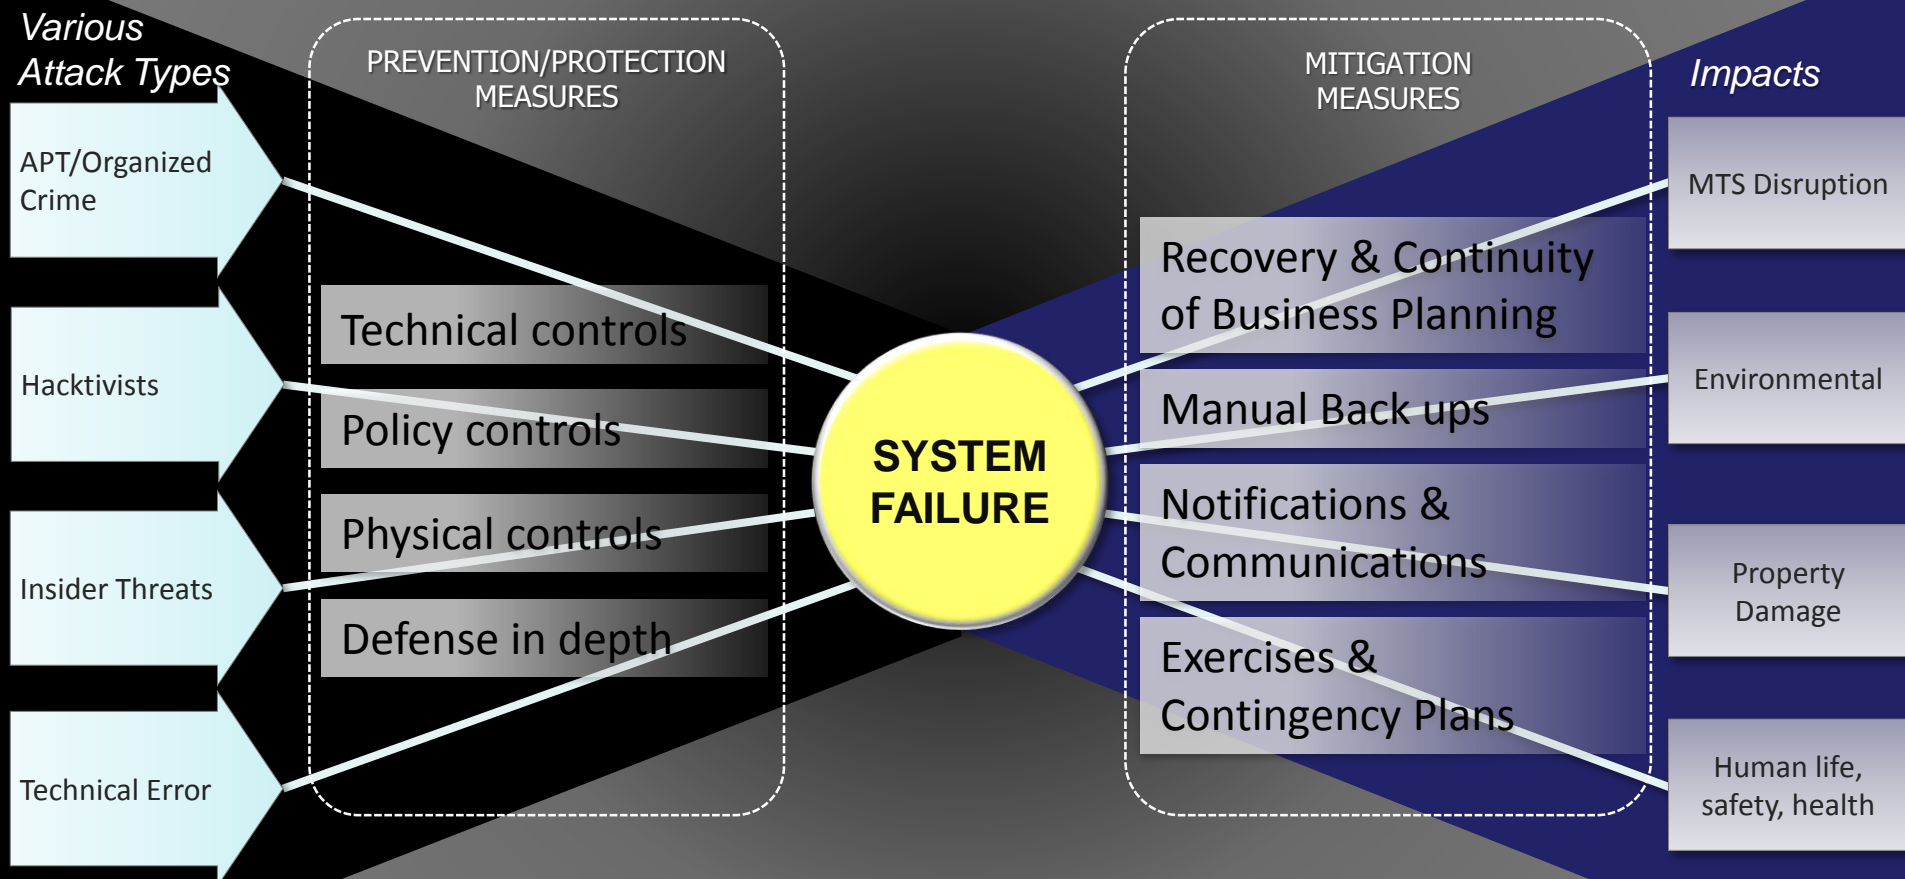 Various
Attack Types
APT/Organized
Crime
Hacktivists
Insider Threats
Technical Error
PREVENTION/PROTECTION
MEASURES
Technical controls
Policy controls
Physical controls
Defense in depth
SYSTEM
FAILURE
MITIGATION
MEASURES
Recovery & Continuity
of Business Planning
Manual Back ups
Notifications &
Communications
Exercises &
Contingency Plans
Impacts
MTS Disruption
Environmental
Property
Damage
Human life,
safety, health